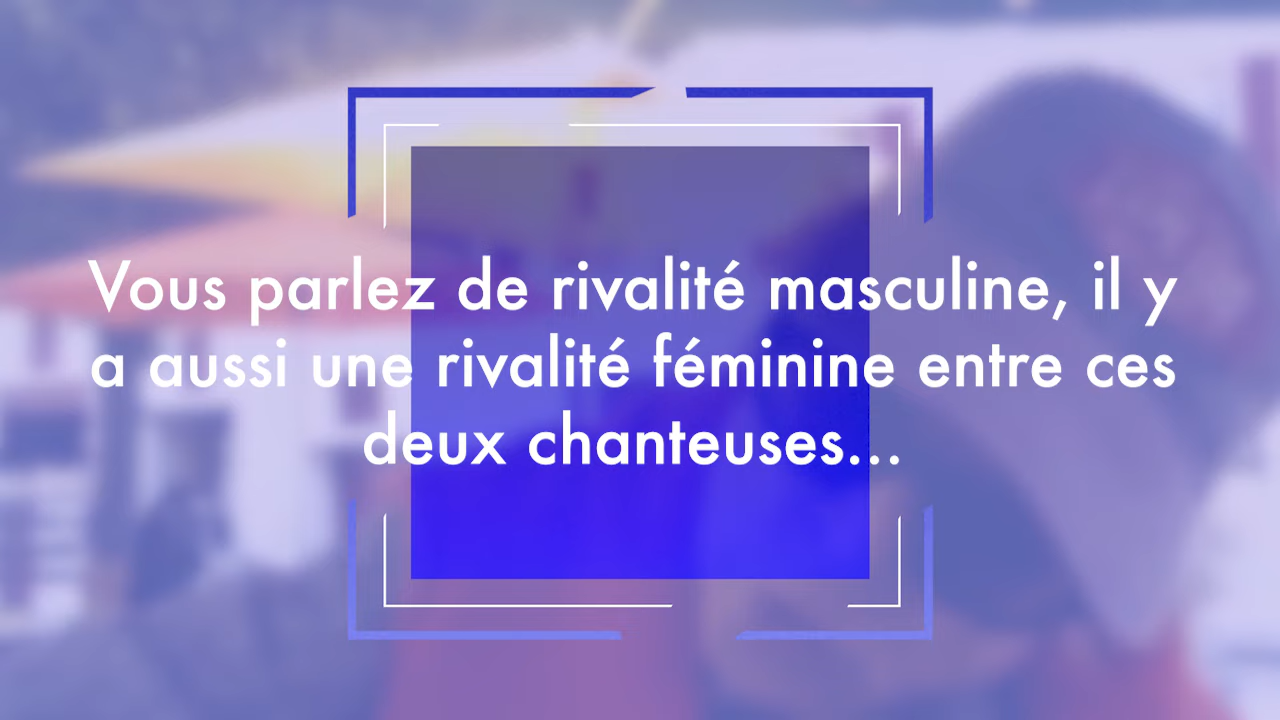 Vous parlez de rivalité masculine, il y
a aussi une rivalité féminine entre ces
deux chanteuses...